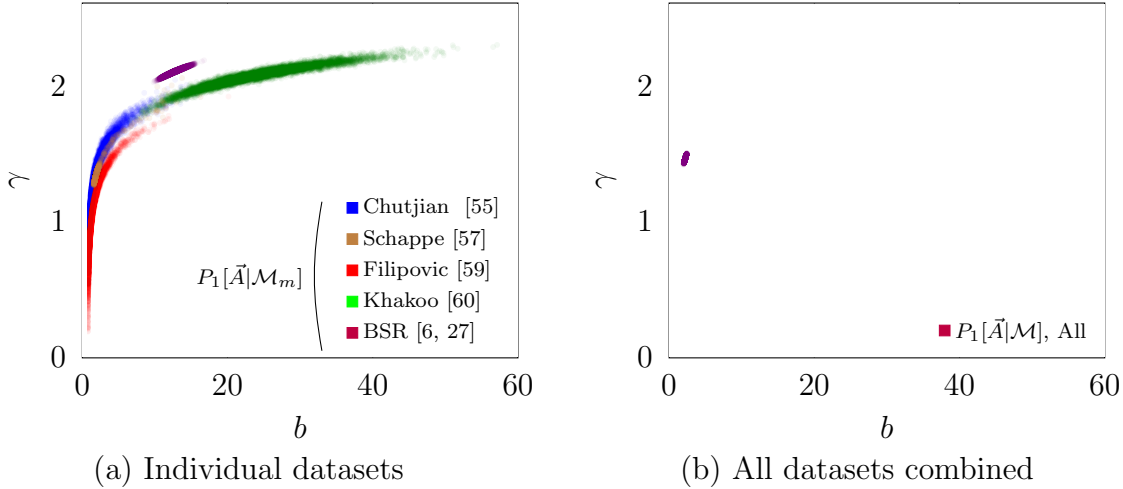 2
1
0
γ
0 20 40 60
b
P₁[A⃗|ℳₘ]
Chutjian [55]
Schappe [57]
Filipovic [59]
Khakoo [60]
BSR [6, 27]
(a) Individual datasets
2
1
0
γ
0 20 40 60
b
P₁[A⃗|ℳ], All
(b) All datasets combined